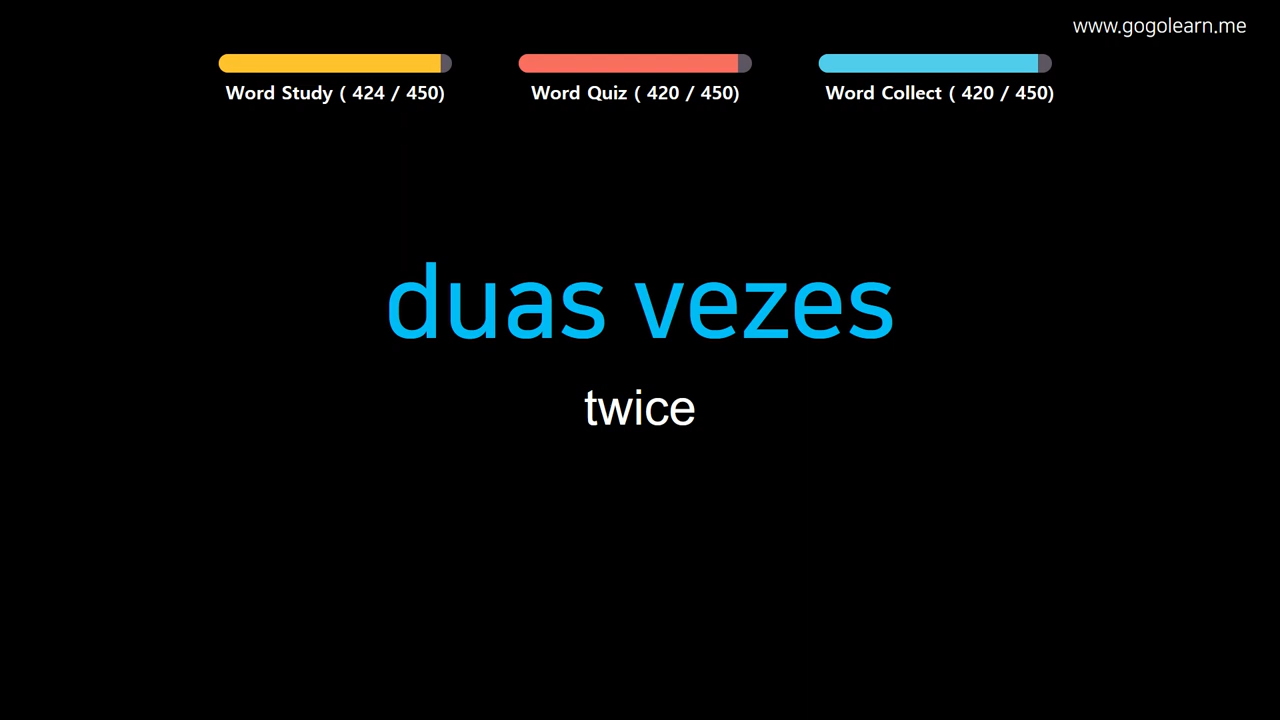 www.gogolearn.me
Word Study ( 424 / 450)
Word Quiz ( 420 / 450)
Word Collect ( 420 / 450)
duas vezes
twice